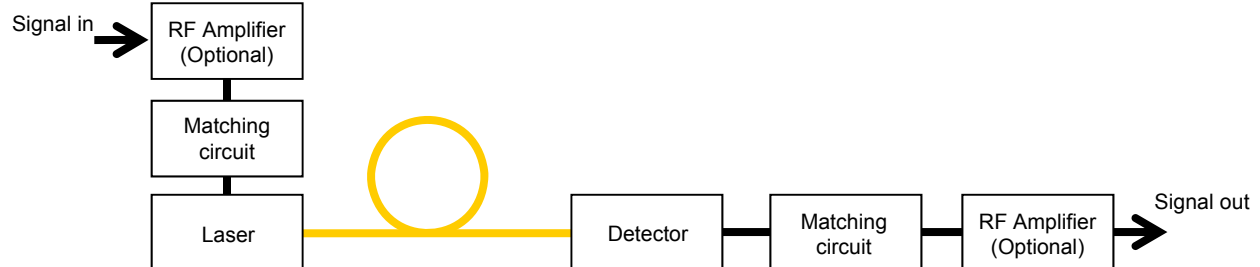 Signal in
RF Amplifier
(Optional)
Matching
circuit
Laser
Detector
Matching
circuit
RF Amplifier
(Optional)
Signal out